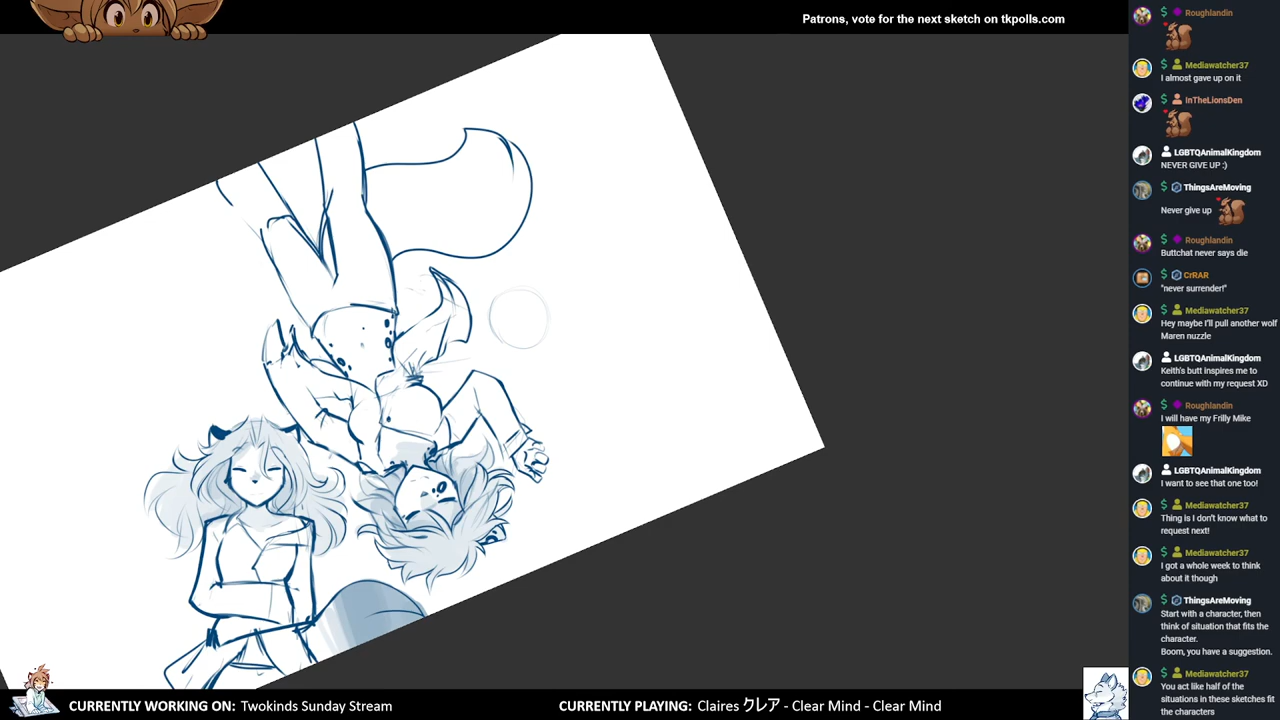 Patrons, vote for the next sketch on tkpolls.com
$ Roughlandin
$ Mediawatcher37
I almost gave up on it
$ InTheLionsDen
LGBTQAnimalKingdom
NEVER GIVE UP :)
$ ThingsAreMoving
Never give up
$ Roughlandin
Buttchat never says die
$ CrRAR
"never surrender!"
$ Mediawatcher37
Hey maybe I'll pull another wolf
Maren nuzzle
LGBTQAnimalKingdom
Keith's butt inspires me to
continue with my request XD
$ Roughlandin
I will have my Frilly Mike
LGBTQAnimalKingdom
I want to see that one too!
$ Mediawatcher37
Thing is I don't know what to
request next!
$ Mediawatcher37
I got a whole week to think
about it though
$ ThingsAreMoving
Start with a character, then
think of situation that fits the
character.
Boom, you have a suggestion.
$ Mediawatcher37
You act like half of the
situations in these sketches fit
the characters
CURRENTLY WORKING ON: Twokinds Sunday Stream
CURRENTLY PLAYING: Claires クレア - Clear Mind - Clear Mind